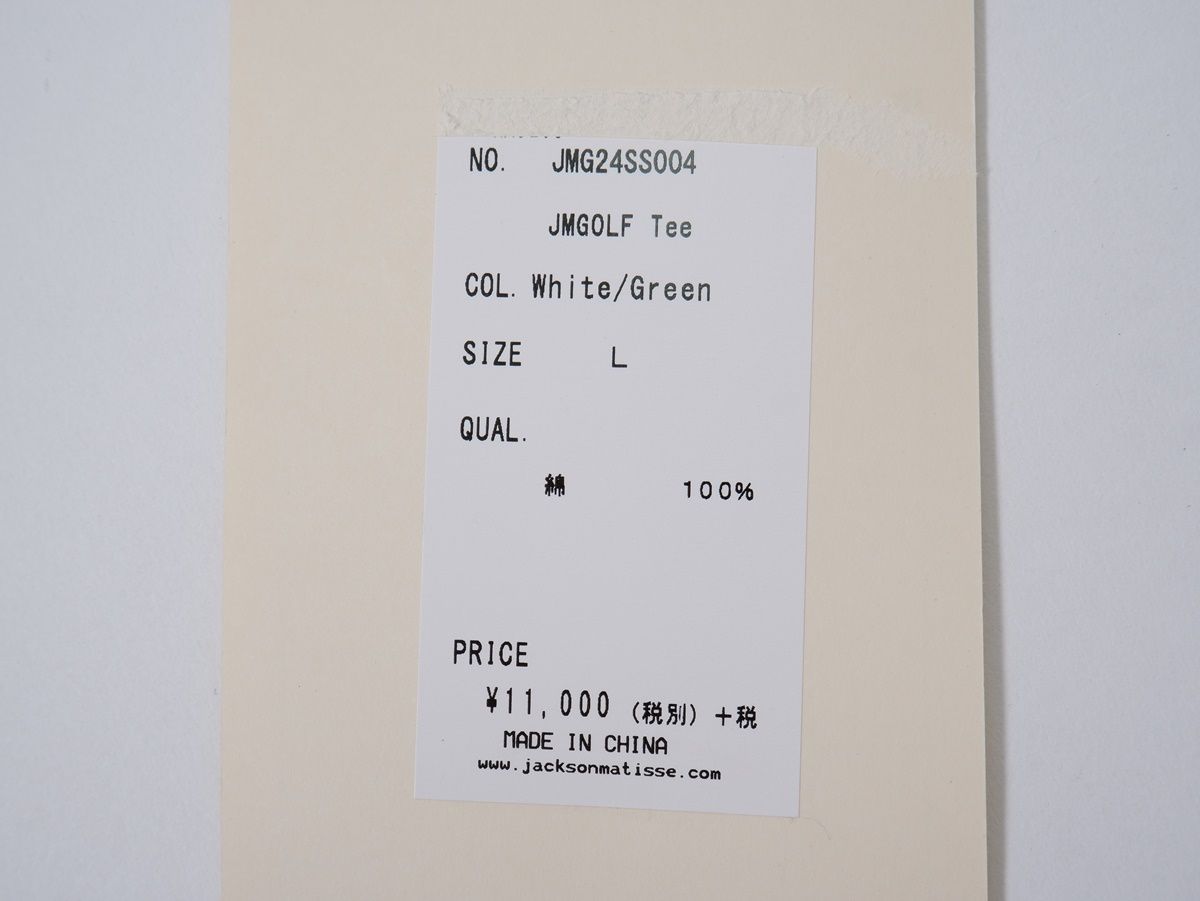 NO. JMG24SS004
JMGOLF Tee
COL. White/Green
SIZE L
QUAL.
綿 100%
PRICE
¥11,000 (税別) +税
MADE IN CHINA
www.jacksonmatisse.com